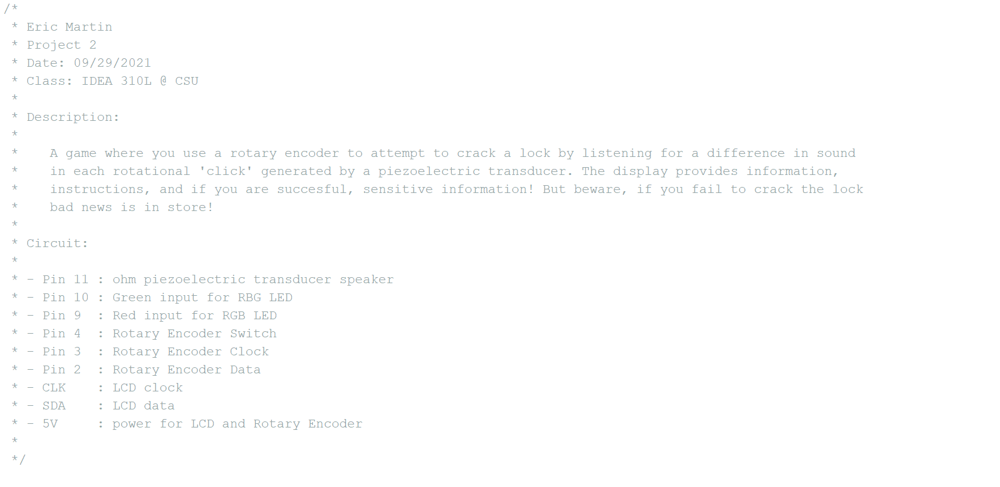 /*
 * Eric Martin
 * Project 2
 * Date: 09/29/2021
 * Class: IDEA 310L @ CSU
 *
 * Description:
 *
 *    A game where you use a rotary encoder to attempt to crack a lock by listening for a difference in sound
 *    in each rotational 'click' generated by a piezoelectric transducer. The display provides information,
 *    instructions, and if you are succesful, sensitive information! But beware, if you fail to crack the lock
 *    bad news is in store!
 *
 * Circuit:
 *
 * - Pin 11 : ohm piezoelectric transducer speaker
 * - Pin 10 : Green input for RBG LED
 * - Pin 9  : Red input for RGB LED
 * - Pin 4  : Rotary Encoder Switch
 * - Pin 3  : Rotary Encoder Clock
 * - Pin 2  : Rotary Encoder Data
 * - CLK    : LCD clock
 * - SDA    : LCD data
 * - 5V     : power for LCD and Rotary Encoder
 *
 */